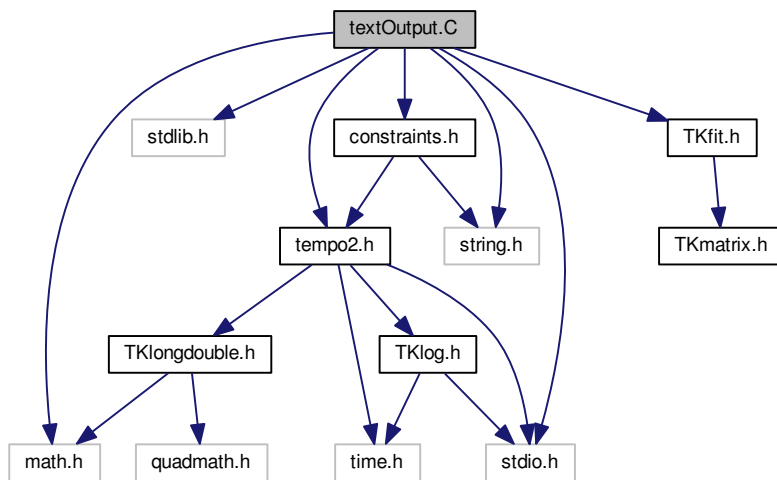 textOutput.C
stdlib.h
constraints.h
TKfit.h
tempo2.h
string.h
TKmatrix.h
TKlongdouble.h
TKlog.h
math.h
quadmath.h
time.h
stdio.h